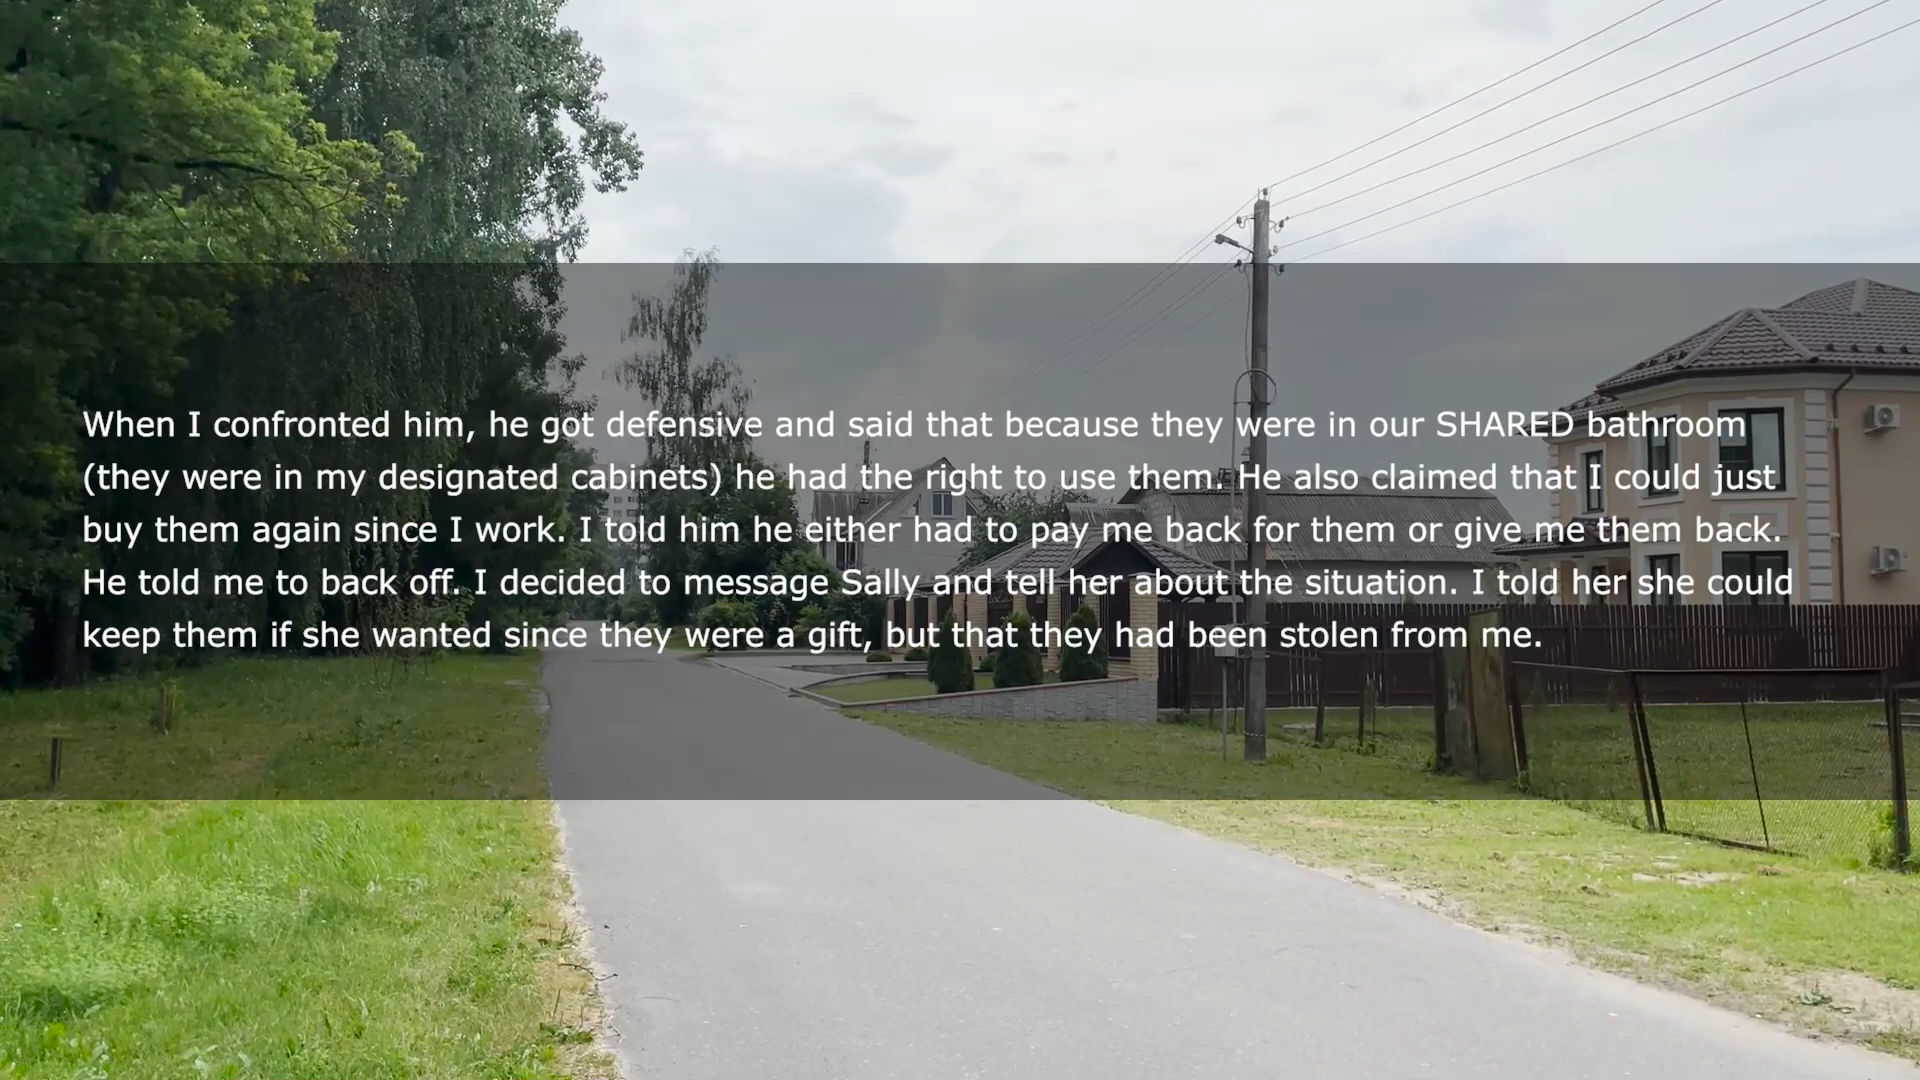 When I confronted him, he got defensive and said that because they were in our SHARED bathroom
(they were in my designated cabinets) he had the right to use them. He also claimed that I could just
buy them again since I work. I told him he either had to pay me back for them or give me them back.
He told me to back off. I decided to message Sally and tell her about the situation. I told her she could
keep them if she wanted since they were a gift, but that they had been stolen from me.